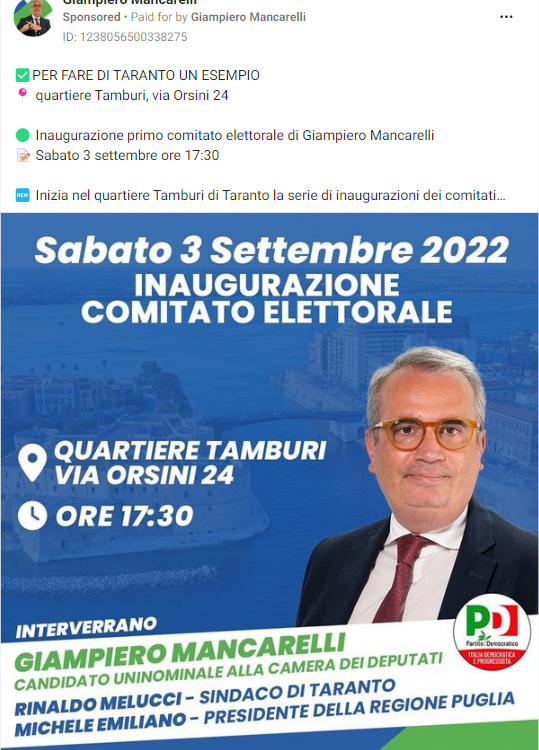 Giampiero Mancarelli
Sponsored • Paid for by Giampiero Mancarelli
ID: 1238056500338275
PER FARE DI TARANTO UN ESEMPIO
quartiere Tamburi, via Orsini 24
Inaugurazione primo comitato elettorale di Giampiero Mancarelli
Sabato 3 settembre ore 17:30
NEW Inizia nel quartiere Tamburi di Taranto la serie di inaugurazioni dei comitati...
Sabato 3 Settembre 2022
INAUGURAZIONE
COMITATO ELETTORALE
QUARTIERE TAMBURI
VIA ORSINI 24
ORE 17:30
INTERVERRANO
GIAMPIERO MANCARELLI
CANDIDATO UNINOMINALE ALLA CAMERA DEI DEPUTATI
RINALDO MELUCCI - SINDACO DI TARANTO
MICHELE EMILIANO - PRESIDENTE DELLA REGIONE PUGLIA
PD
Partito Democratico
ITALIA DEMOCRATICA
E PROGRESSISTA